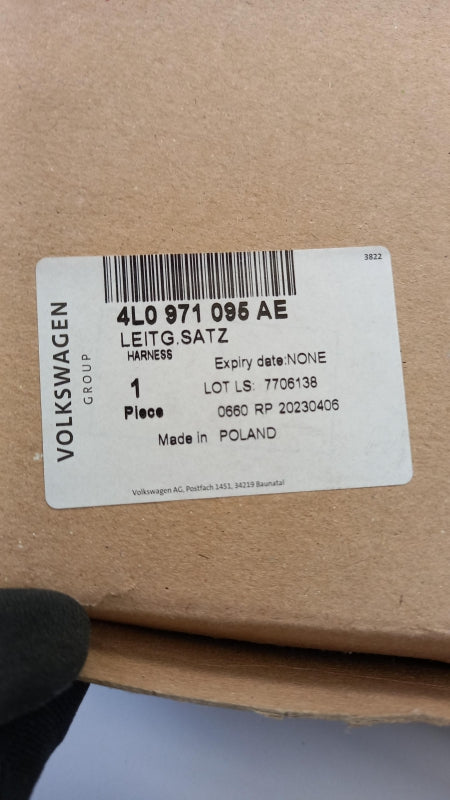 3822
VOLKSWAGEN
GROUP
4L0 971 095 AE
LEITG.SATZ
HARNESS
Expiry date:NONE
1
LOT LS: 7706138
Piece
0660 RP 20230406
Made in POLAND
Volkswagen AG, Postfach 1451, 34219 Baunatal